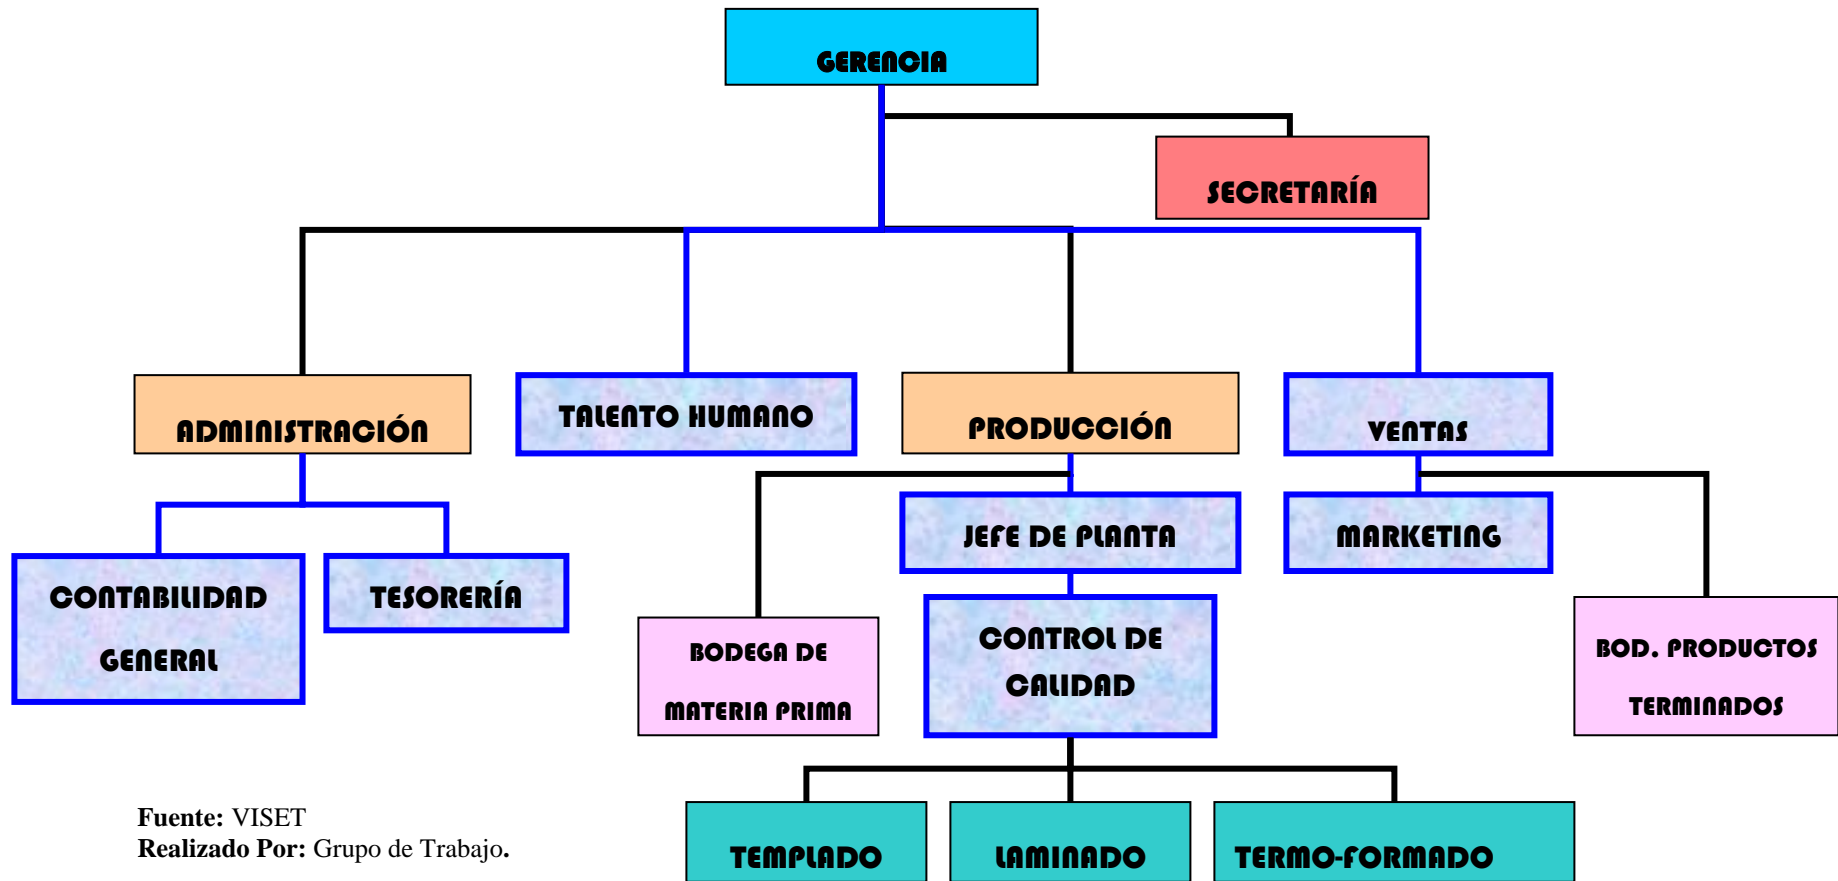 GERENCIA
SECRETARÍA
ADMINISTRACIÓN
TALENTO HUMANO
PRODUCCIÓN
VENTAS
JEFE DE PLANTA
MARKETING
CONTABILIDAD
GENERAL
TESORERÍA
BODEGA DE
MATERIA PRIMA
CONTROL DE
CALIDAD
BOD. PRODUCTOS
TERMINADOS
Fuente: VISET
Realizado Por: Grupo de Trabajo.
TEMPLADO
LAMINADO
TERMO-FORMADO